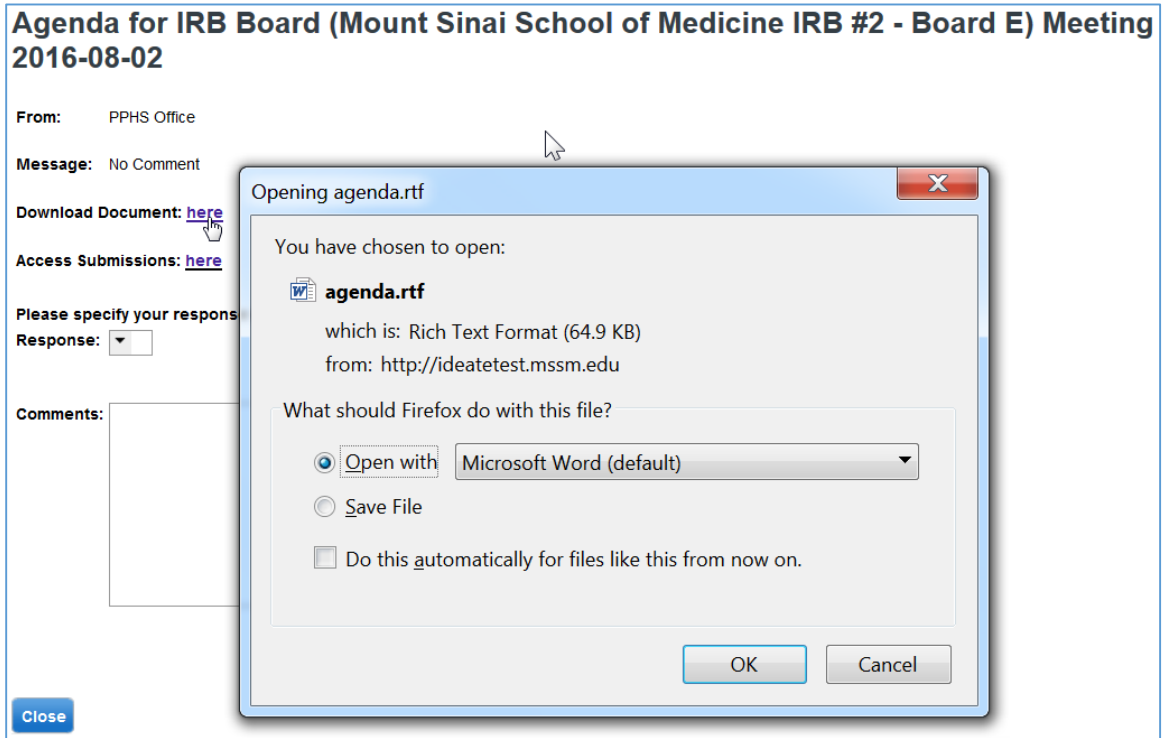 Agenda for IRB Board (Mount Sinai School of Medicine IRB #2 - Board E) Meeting
2016-08-02
From: PPHS Office
Message: No Comment
Download Document: here
Access Submissions: here
Please specify your respons
Response:
Comments:
Close
Opening agenda.rtf
You have chosen to open:
agenda.rtf
which is: Rich Text Format (64.9 KB)
from: http://ideatetest.mssm.edu
What should Firefox do with this file?
Open with Microsoft Word (default)
Save File
Do this automatically for files like this from now on.
OK Cancel